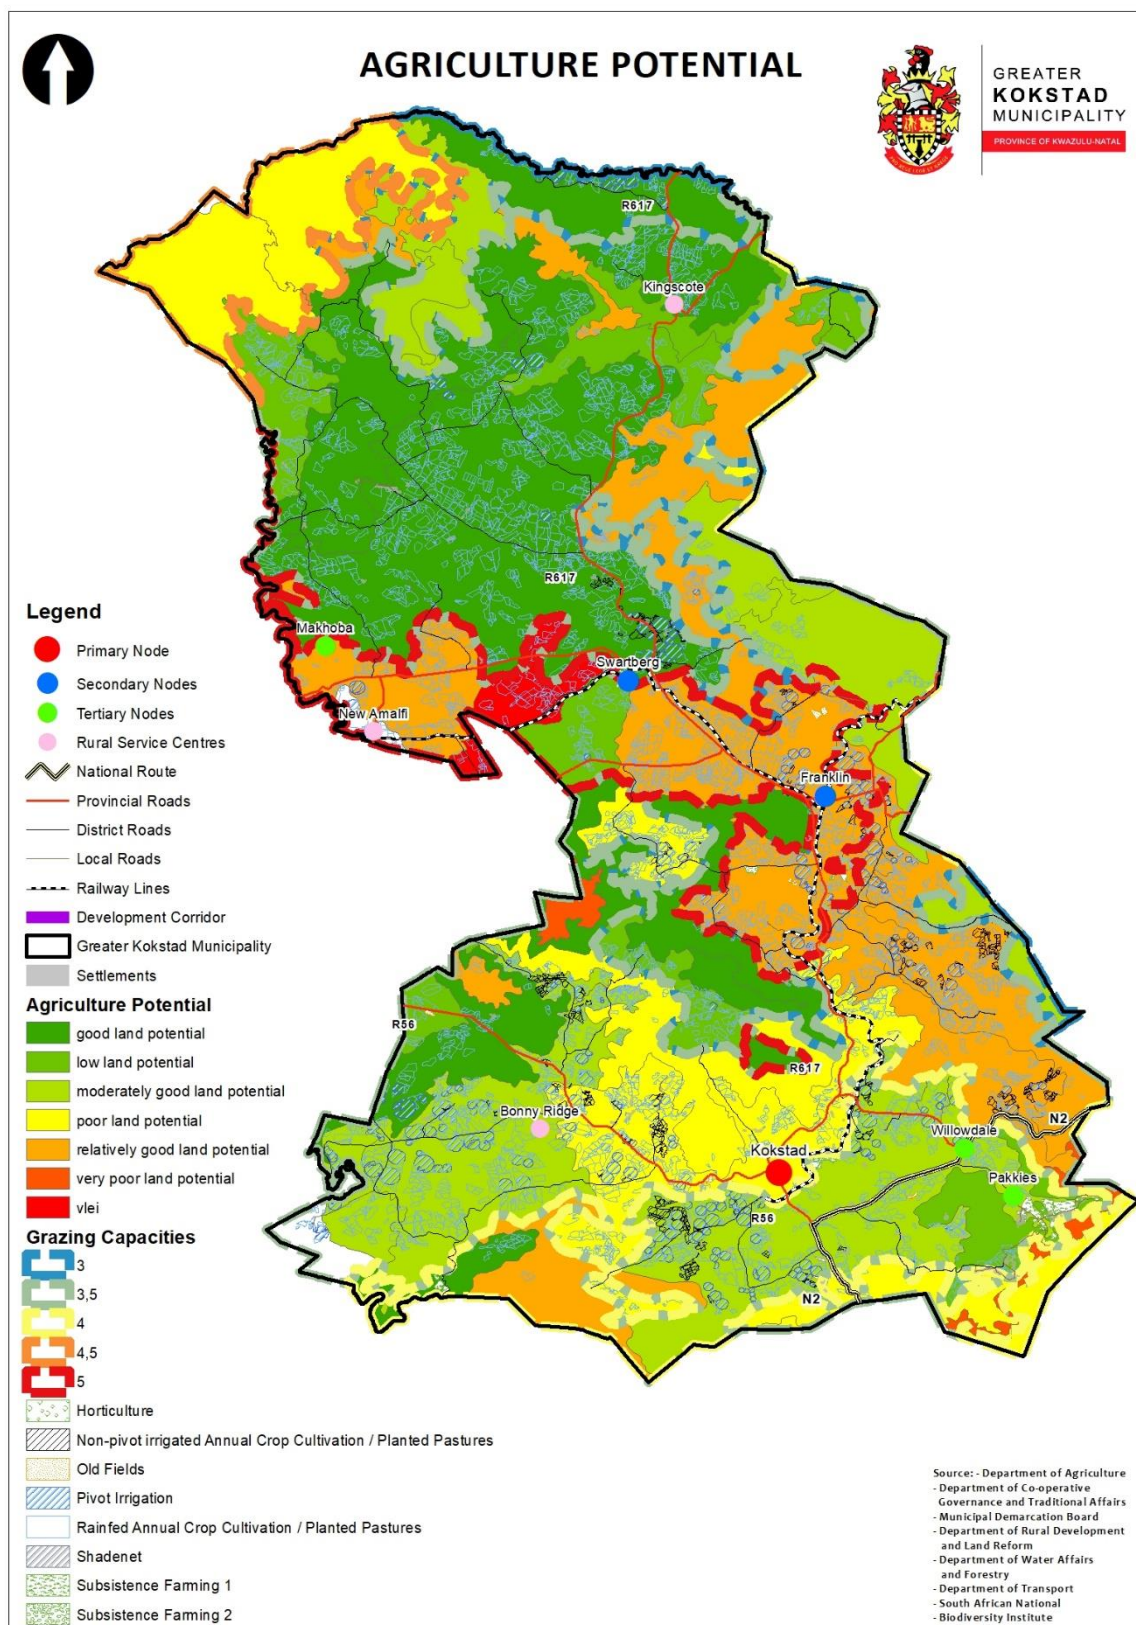 AGRICULTURE POTENTIAL
GREATER
KOKSTAD
MUNICIPALITY
PROVINCE OF KWAZULU-NATAL
R617
Kingscote
R617
Makhoba
Swartberg
New Amalfi
Franklin
R56
R617
Bonny Ridge
N2
Willowdale
Kokstad
Pakkies
R56
N2
Legend
Primary Node
Secondary Nodes
Tertiary Nodes
Rural Service Centres
National Route
Provincial Roads
District Roads
Local Roads
Railway Lines
Development Corridor
Greater Kokstad Municipality
Settlements
Agriculture Potential
good land potential
low land potential
moderately good land potential
poor land potential
relatively good land potential
very poor land potential
vlei
Grazing Capacities
3
3,5
4
4,5
5
Horticulture
Non-pivot irrigated Annual Crop Cultivation / Planted Pastures
Old Fields
Pivot Irrigation
Rainfed Annual Crop Cultivation / Planted Pastures
Shadenet
Subsistence Farming 1
Subsistence Farming 2
Source: - Department of Agriculture
- Department of Co-operative
Governance and Traditional Affairs
- Municipal Demarcation Board
- Department of Rural Development
and Land Reform
- Department of Water Affairs
and Forestry
- Department of Transport
- South African National
- Biodiversity Institute